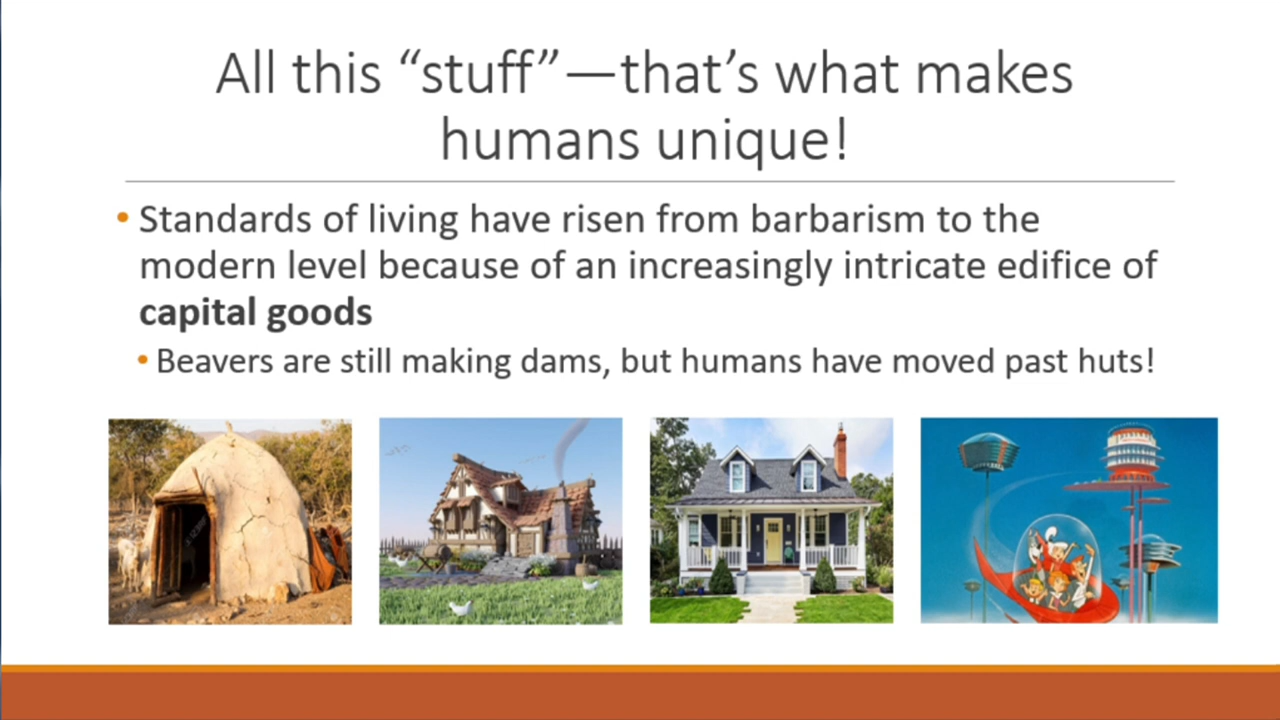 All this “stuff”—that’s what makes
humans unique!
• Standards of living have risen from barbarism to the
modern level because of an increasingly intricate edifice of
capital goods
• Beavers are still making dams, but humans have moved past huts!